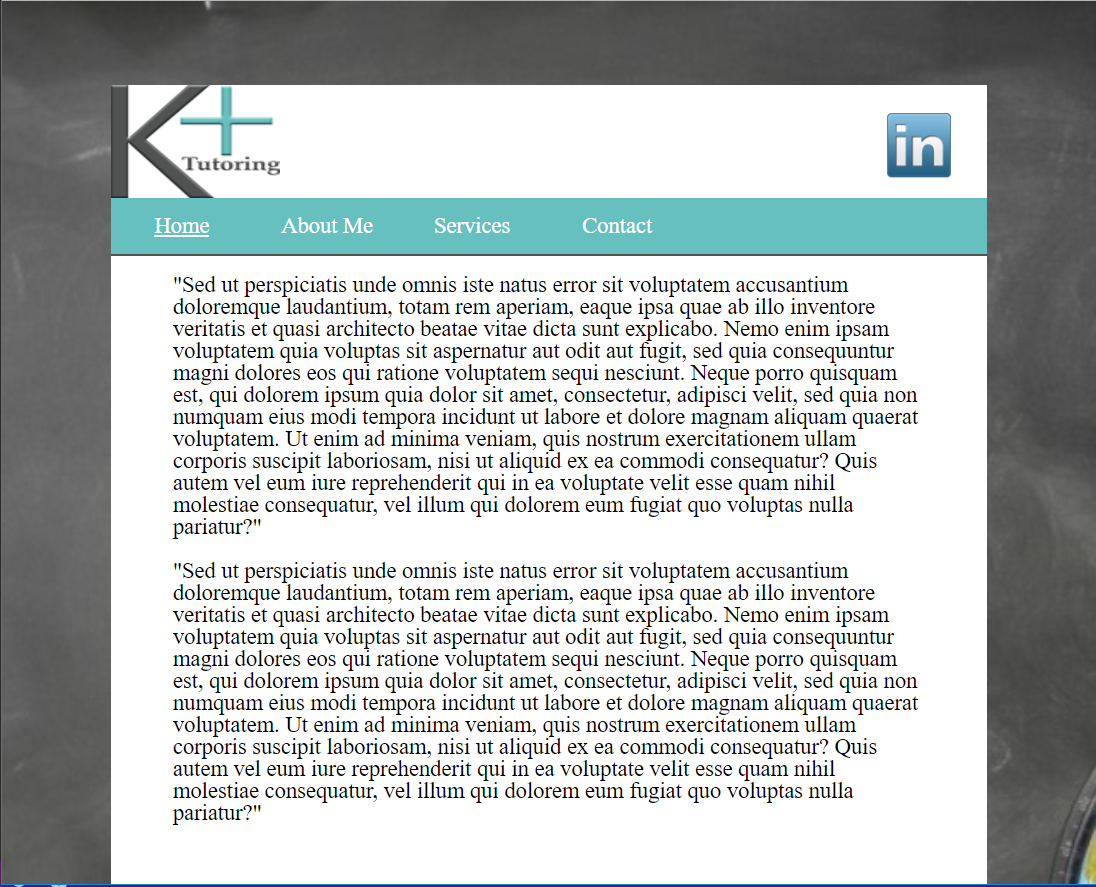 K+
Tutoring
in
Home About Me Services Contact
"Sed ut perspiciatis unde omnis iste natus error sit voluptatem accusantium
doloremque laudantium, totam rem aperiam, eaque ipsa quae ab illo inventore
veritatis et quasi architecto beatae vitae dicta sunt explicabo. Nemo enim ipsam
voluptatem quia voluptas sit aspernatur aut odit aut fugit, sed quia consequuntur
magni dolores eos qui ratione voluptatem sequi nesciunt. Neque porro quisquam
est, qui dolorem ipsum quia dolor sit amet, consectetur, adipisci velit, sed quia non
numquam eius modi tempora incidunt ut labore et dolore magnam aliquam quaerat
voluptatem. Ut enim ad minima veniam, quis nostrum exercitationem ullam
corporis suscipit laboriosam, nisi ut aliquid ex ea commodi consequatur? Quis
autem vel eum iure reprehenderit qui in ea voluptate velit esse quam nihil
molestiae consequatur, vel illum qui dolorem eum fugiat quo voluptas nulla
pariatur?"
"Sed ut perspiciatis unde omnis iste natus error sit voluptatem accusantium
doloremque laudantium, totam rem aperiam, eaque ipsa quae ab illo inventore
veritatis et quasi architecto beatae vitae dicta sunt explicabo. Nemo enim ipsam
voluptatem quia voluptas sit aspernatur aut odit aut fugit, sed quia consequuntur
magni dolores eos qui ratione voluptatem sequi nesciunt. Neque porro quisquam
est, qui dolorem ipsum quia dolor sit amet, consectetur, adipisci velit, sed quia non
numquam eius modi tempora incidunt ut labore et dolore magnam aliquam quaerat
voluptatem. Ut enim ad minima veniam, quis nostrum exercitationem ullam
corporis suscipit laboriosam, nisi ut aliquid ex ea commodi consequatur? Quis
autem vel eum iure reprehenderit qui in ea voluptate velit esse quam nihil
molestiae consequatur, vel illum qui dolorem eum fugiat quo voluptas nulla
pariatur?"